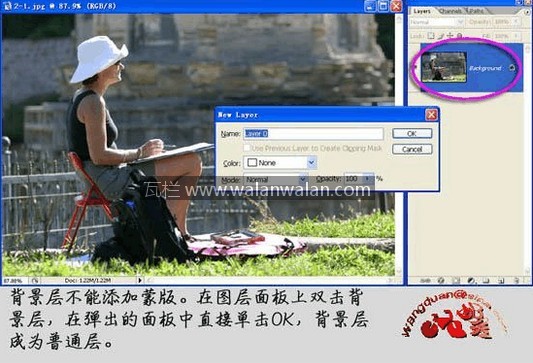 2-1.jpg @ 87.9% (RGB/8)
Layers
Channels
Paths
Normal
Opacity: 100%
Lock:
Fill: 100%
Background
New Layer
Name: Layer 0
OK
Use Previous Layer to Create Clipping Mask
Cancel
Color: None
Mode: Normal
Opacity: 100 %
瓦栏 www.walanwalan.com
87.88%
Doc: 1.22M/1.22M
背景层不能添加蒙版。在图层面板上双击背
景层，在弹出的面板中直接单击OK，背景层
成为普通层。